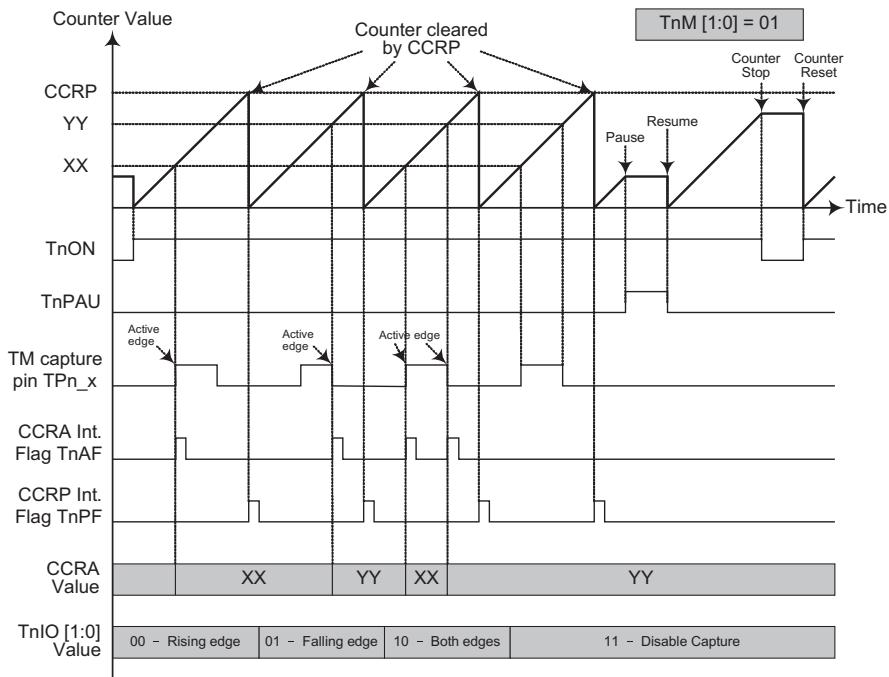 Counter Value
Counter cleared
by CCRP
TnM [1:0] = 01
Counter
Stop
Counter
Reset
CCRP
YY
XX
Pause
Resume
Time
TnON
TnPAU
Active
edge
Active
edge
Active edge
TM capture
pin TPn_x
CCRA Int.
Flag TnAF
CCRP Int.
Flag TnPF
CCRA
Value
XX
YY
XX
YY
TnIO [1:0]
Value
00 – Rising edge
01 – Falling edge
10 – Both edges
11 – Disable Capture